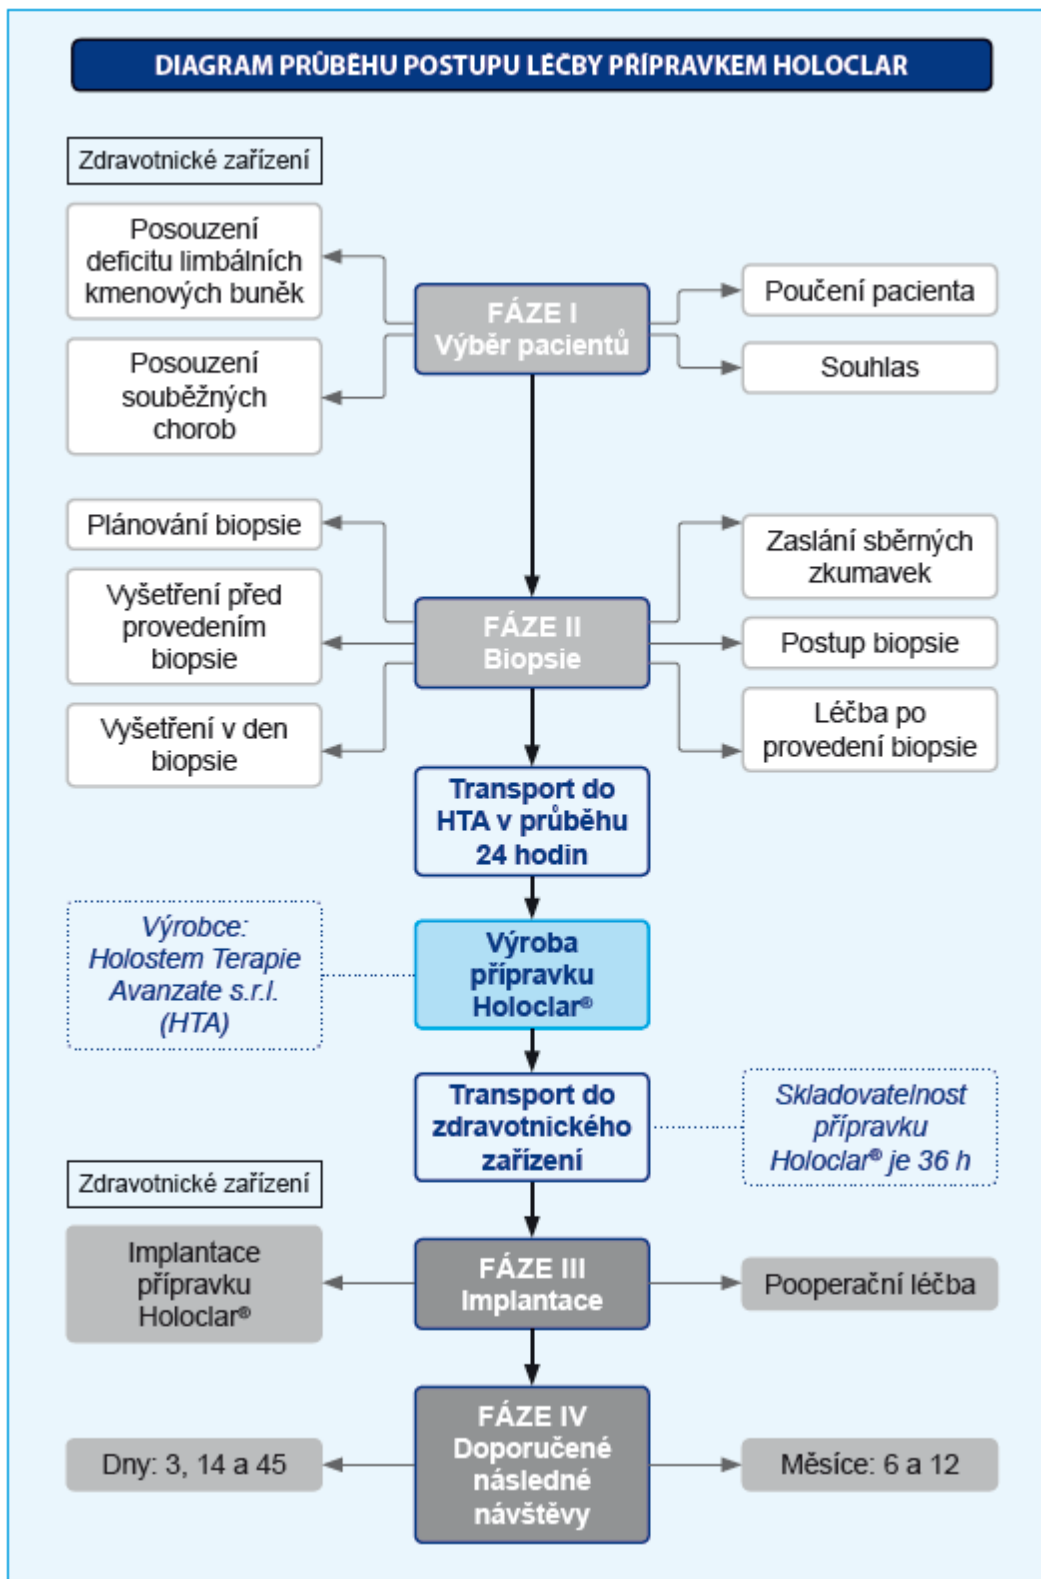 DIAGRAM PRŮBĚHU POSTUPU LÉČBY PŘÍPRAVKEM HOLOCLAR
Zdravotnické zařízení
Posouzení
deficitu limbálních
kmenových buněk
Posouzení
souběžných
chorob
FÁZE I
Výběr pacientů
Poučení pacienta
Souhlas
Plánování biopsie
Vyšetření před
provedením
biopsie
Vyšetření v den
biopsie
FÁZE II
Biopsie
Zaslání sběrných
zkumavek
Postup biopsie
Léčba po
provedení biopsie
Transport do
HTA v průběhu
24 hodin
Výrobce:
Holostem Terapie
Avanzate s.r.l.
(HTA)
Výroba
přípravku
Holoclar®
Transport do
zdravotnického
zařízení
Skladovatelnost
přípravku
Holoclar® je 36 h
Zdravotnické zařízení
Implantace
přípravku
Holoclar®
FÁZE III
Implantace
Pooperační léčba
Dny: 3, 14 a 45
FÁZE IV
Doporučené
následné
návštěvy
Měsíce: 6 a 12